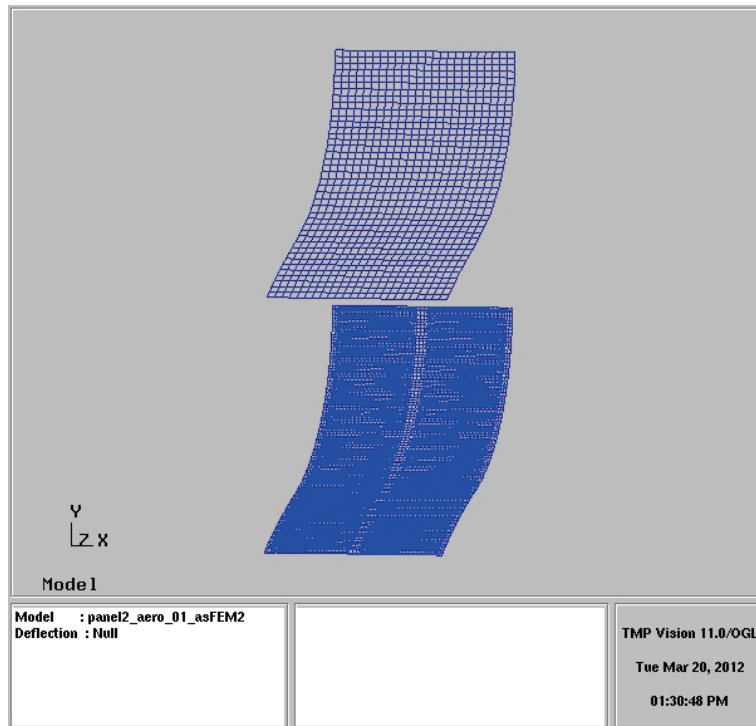 Y
Z X
Model
Model : panel2_aero_01_asFEM2
Deflection : Null
TMP Vision 11.0/OGL
Tue Mar 20, 2012
01:30:48 PM